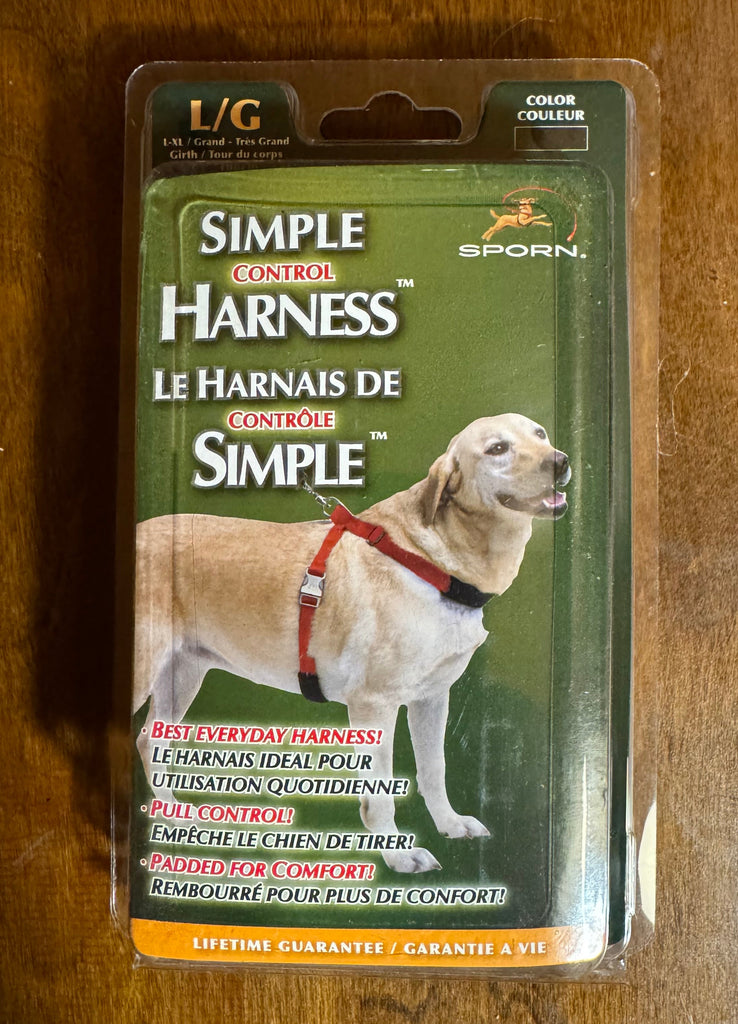 L/G
L-XL / Grand - Très Grand
Girth / Tour du corps
COLOR
COULEUR
SPORN®
SIMPLE
CONTROL
HARNESS™
LE HARNAIS DE
CONTRÔLE
SIMPLE™
· BEST EVERYDAY HARNESS!
LE HARNAIS IDEAL POUR
UTILISATION QUOTIDIENNE!
· PULL CONTROL!
EMPÊCHE LE CHIEN DE TIRER!
· PADDED FOR COMFORT!
REMBOURRÉ POUR PLUS DE CONFORT!
LIFETIME GUARANTEE / GARANTIE A VIE